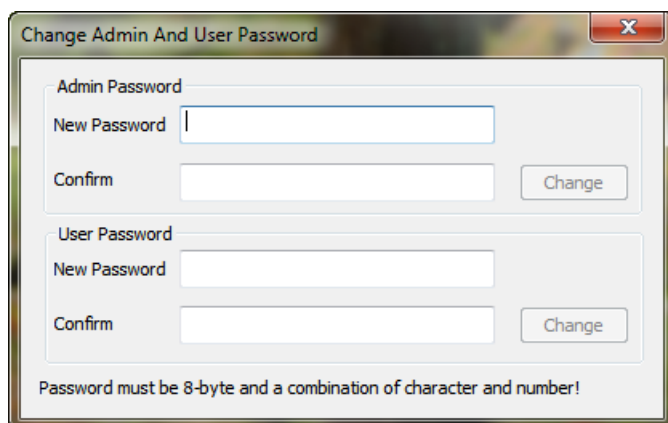 Change Admin And User Password
X
Admin Password
New Password
Confirm
Change
User Password
New Password
Confirm
Change
Password must be 8-byte and a combination of character and number!